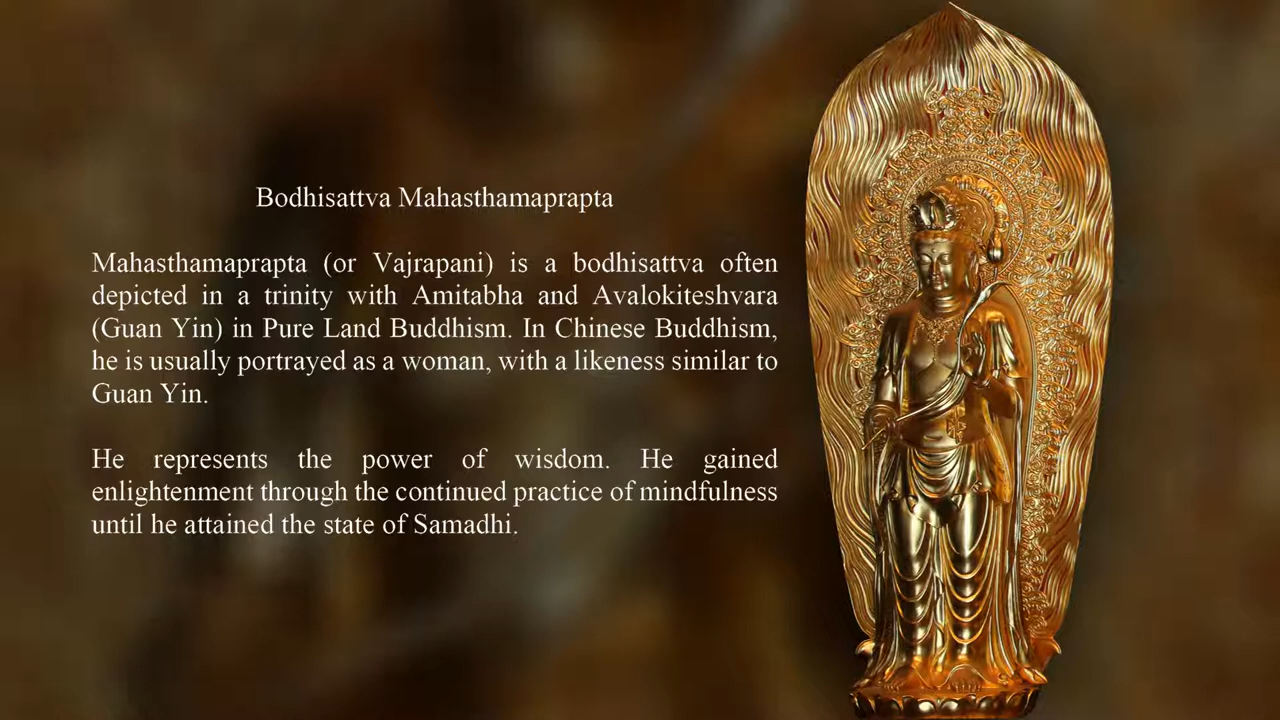 Bodhisattva Mahasthamaprapta
Mahasthamaprapta (or Vajrapani) is a bodhisattva often
depicted in a trinity with Amitabha and Avalokiteshvara
(Guan Yin) in Pure Land Buddhism. In Chinese Buddhism,
he is usually portrayed as a woman, with a likeness similar to
Guan Yin.
He represents the power of wisdom. He gained
enlightenment through the continued practice of mindfulness
until he attained the state of Samadhi.